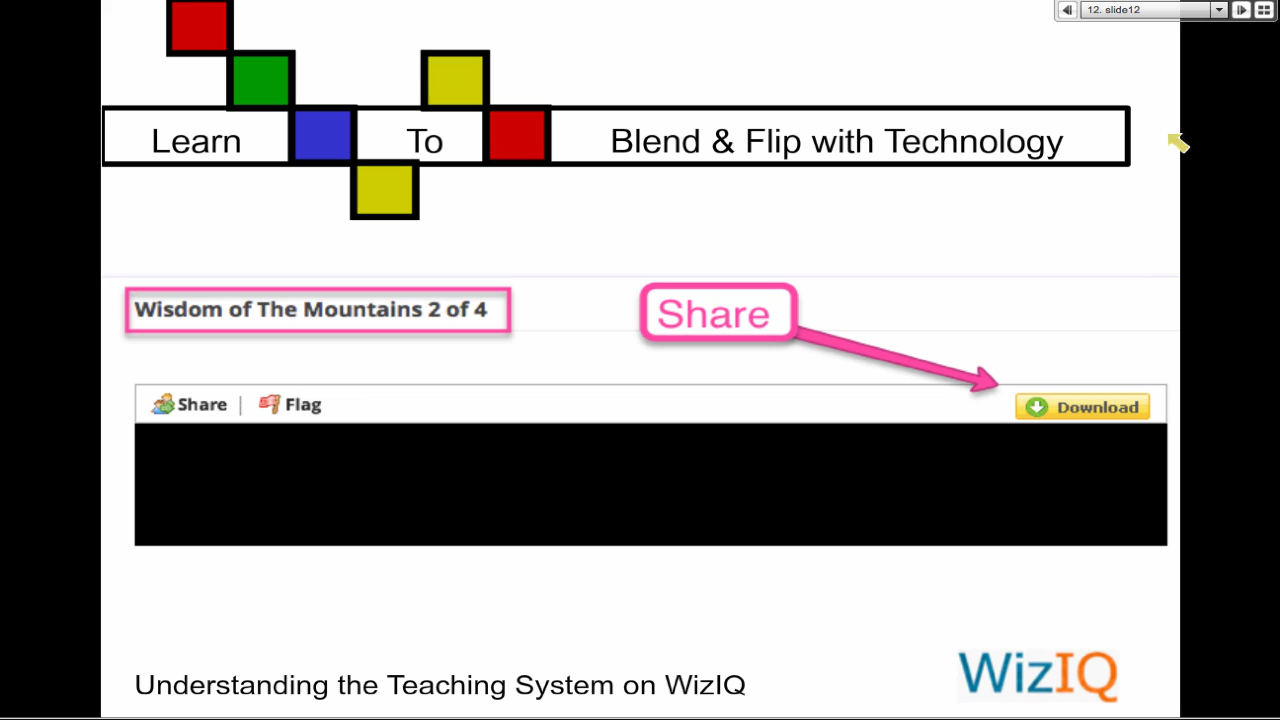 12. slide12
Learn To Blend & Flip with Technology
Wisdom of The Mountains 2 of 4
Share
Share | Flag
Download
Understanding the Teaching System on WizIQ
WizIQ